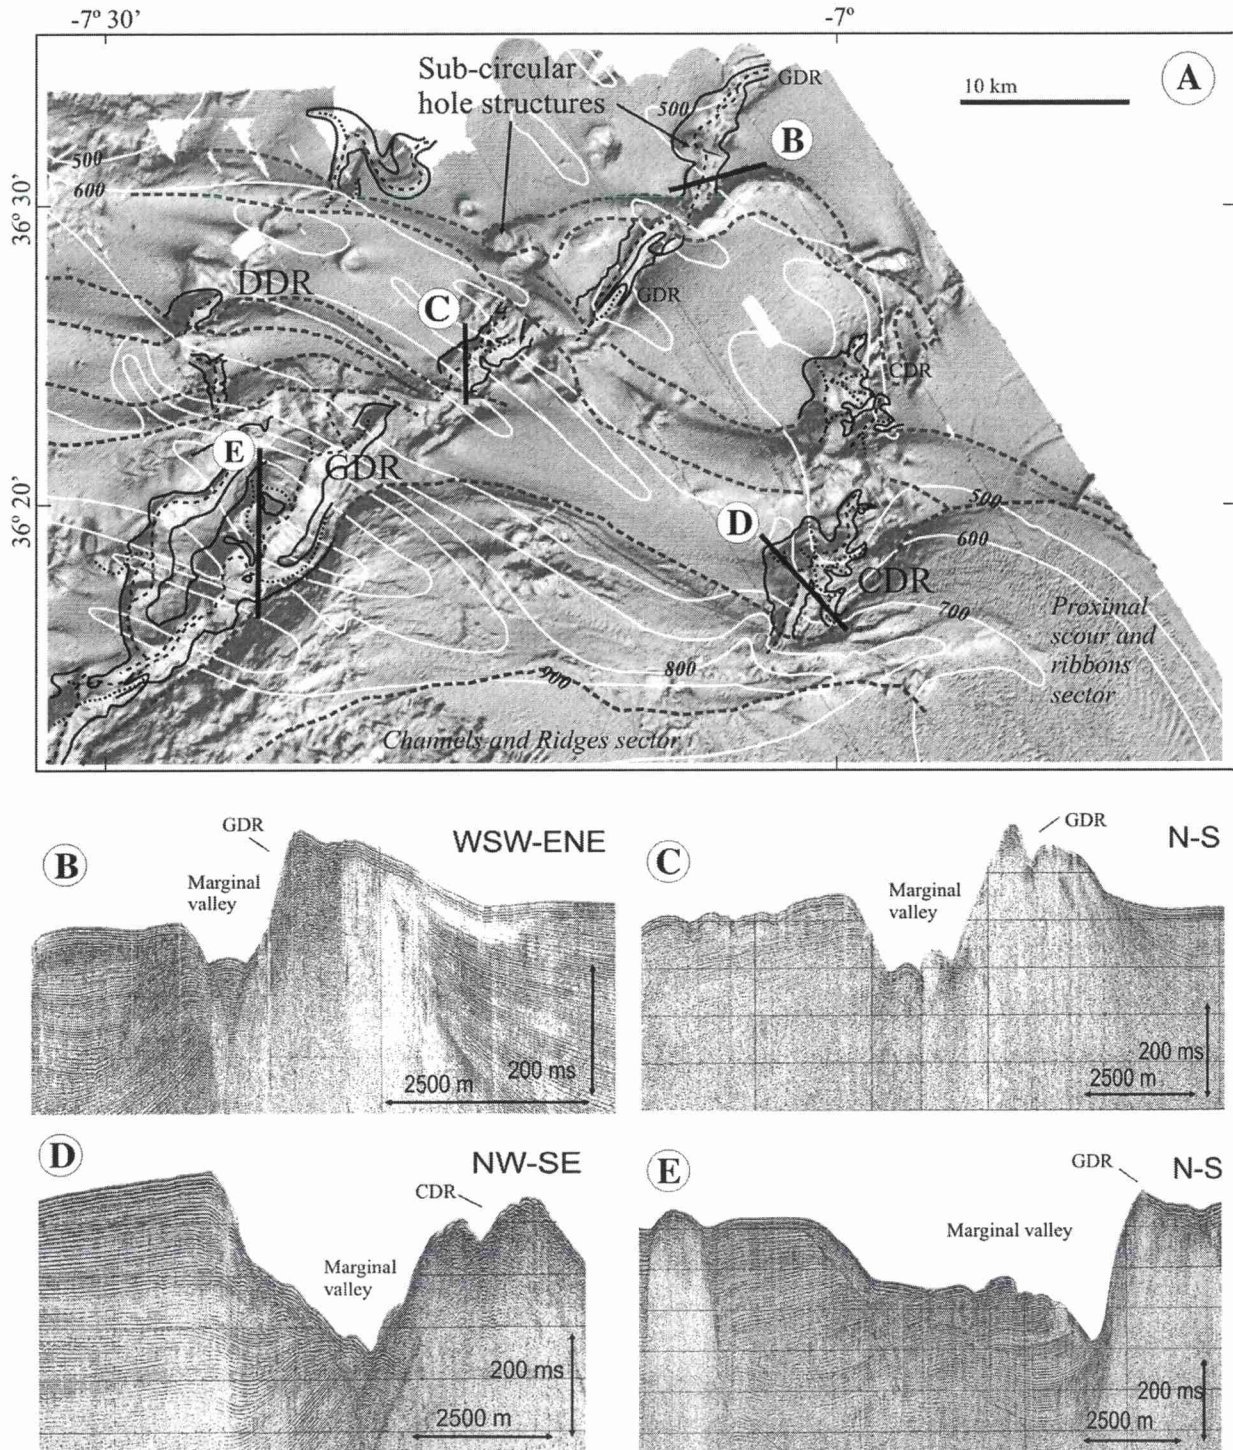 -7º 30'
-7º
A
Sub-circular
hole structures
GDR
10 km
500
B
500
600
36º 30'
DDR
C
GDR
CDR
E
GDR
36º 20'
D
500
600
CDR
700
Proximal
scour and
ribbons
sector
800
900
Channels and Ridges sector
B
GDR
WSW-ENE
Marginal
valley
200 ms
2500 m
C
GDR
N-S
Marginal
valley
200 ms
2500 m
D
NW-SE
CDR
Marginal
valley
200 ms
2500 m
E
GDR
N-S
Marginal valley
200 ms
2500 m